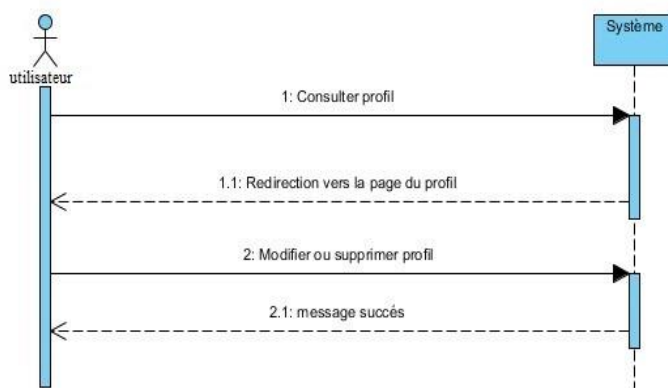 Système
utilisateur
1: Consulter profil
1.1: Redirection vers la page du profil
2: Modifier ou supprimer profil
2.1: message succés